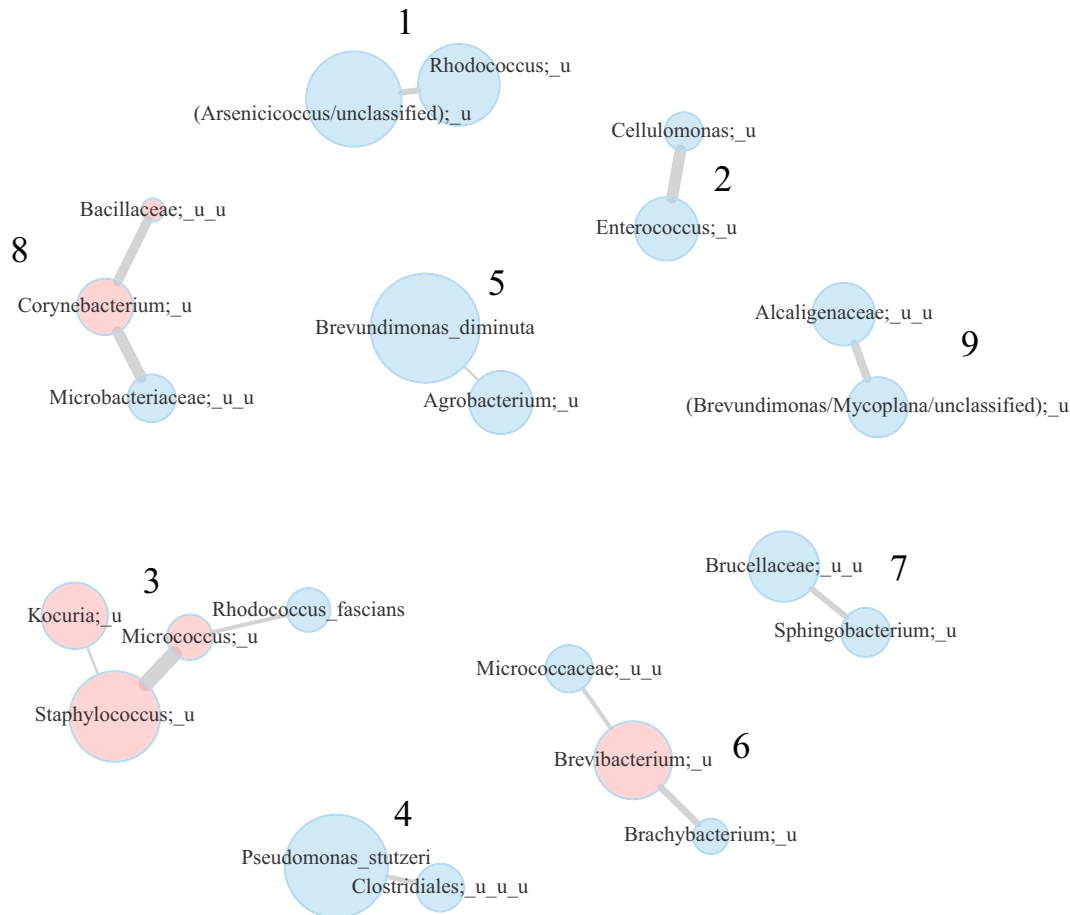 1
Rhodococcus;_u
(Arsenicicoccus/unclassified);_u
Cellulomonas;_u
2
Enterococcus;_u
Bacillaceae;_u_u
8
Corynebacterium;_u
Microbacteriaceae;_u_u
5
Brevundimonas_diminuta
Agrobacterium;_u
Alcaligenaceae;_u_u
9
(Brevundimonas/Mycoplana/unclassified);_u
3
Kocuria;_u
Rhodococcus_fascians
Micrococcus;_u
Staphylococcus;_u
Brucellaceae;_u_u
7
Sphingobacterium;_u
Micrococcaceae;_u_u
Brevibacterium;_u
6
Brachybacterium;_u
4
Pseudomonas_stutzeri
Clostridiales;_u_u_u